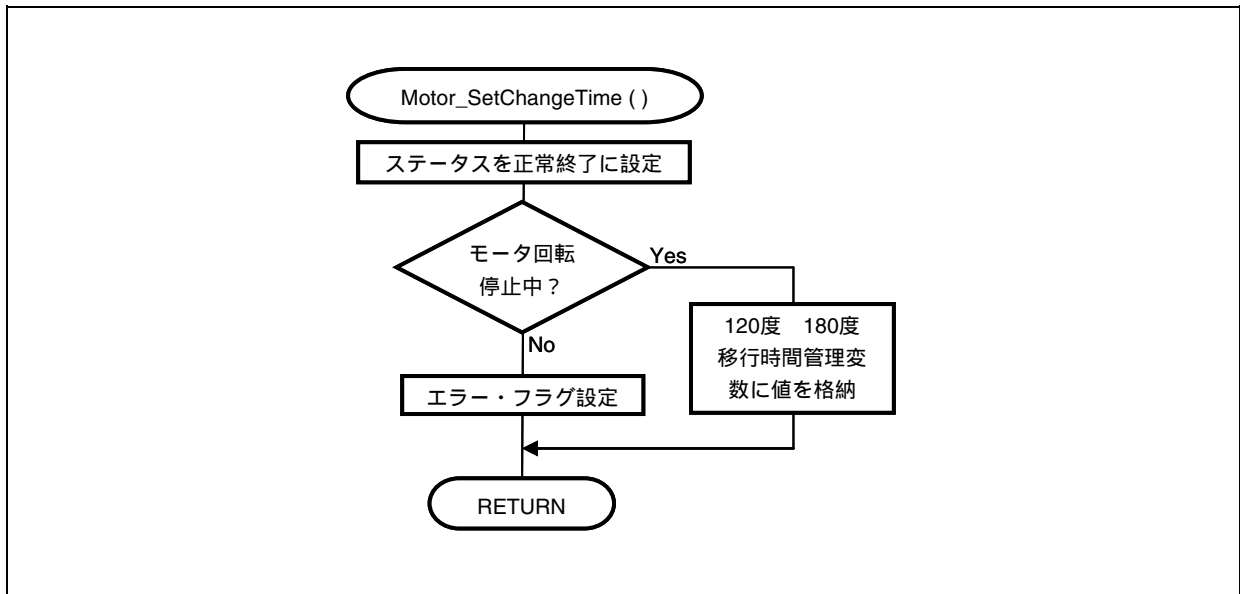 Motor_SetChangeTime ( )
ステータスを正常終了に設定
モータ回転
停止中？
Yes
120度　180度
移行時間管理変
数に値を格納
No
エラー・フラグ設定
RETURN